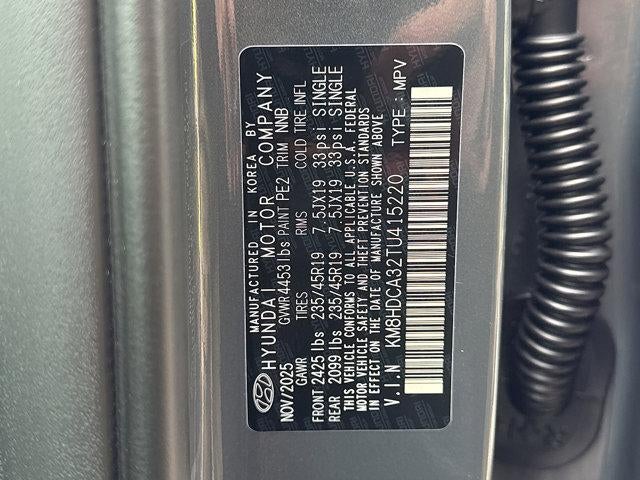 MANUFACTURED IN KOREA BY
HYUNDAI MOTOR COMPANY
NOV/2025 GVWR 4453 lbs PAINT PE2 TRIM NNB
GAWR TIRES RIMS COLD TIRE INFL
FRONT 2425 lbs 235/45R19 7.5JX19 33psi SINGLE
REAR 2099 lbs 235/45R19 7.5JX19 33psi SINGLE
THIS VEHICLE CONFORMS TO ALL APPLICABLE U.S.A. FEDERAL
MOTOR VEHICLE SAFETY AND THEFT PREVENTION STANDARDS
IN EFFECT ON THE DATE OF MANUFACTURE SHOWN ABOVE
V.I.N KM8HDCA32TU415220 TYPE : MPV